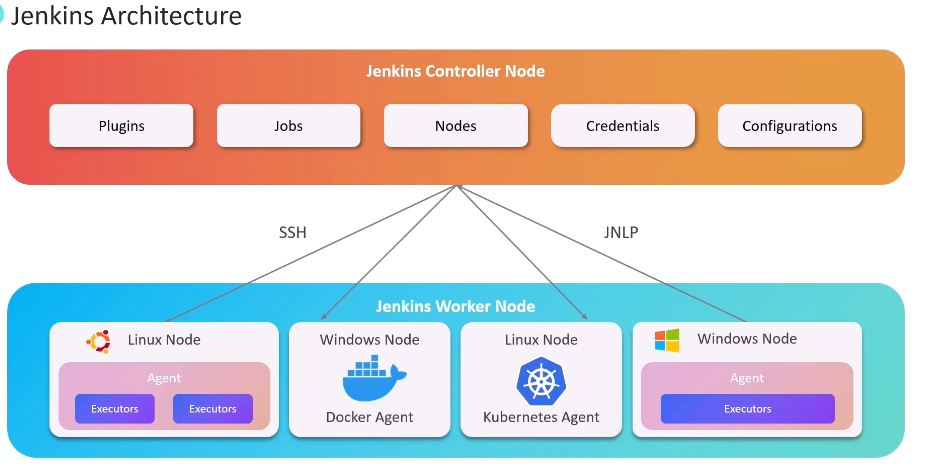 Jenkins Architecture
Jenkins Controller Node
Plugins
Jobs
Nodes
Credentials
Configurations
SSH
JNLP
Jenkins Worker Node
Linux Node
Agent
Executors
Executors
Windows Node
Docker Agent
Linux Node
Kubernetes Agent
Windows Node
Agent
Executors